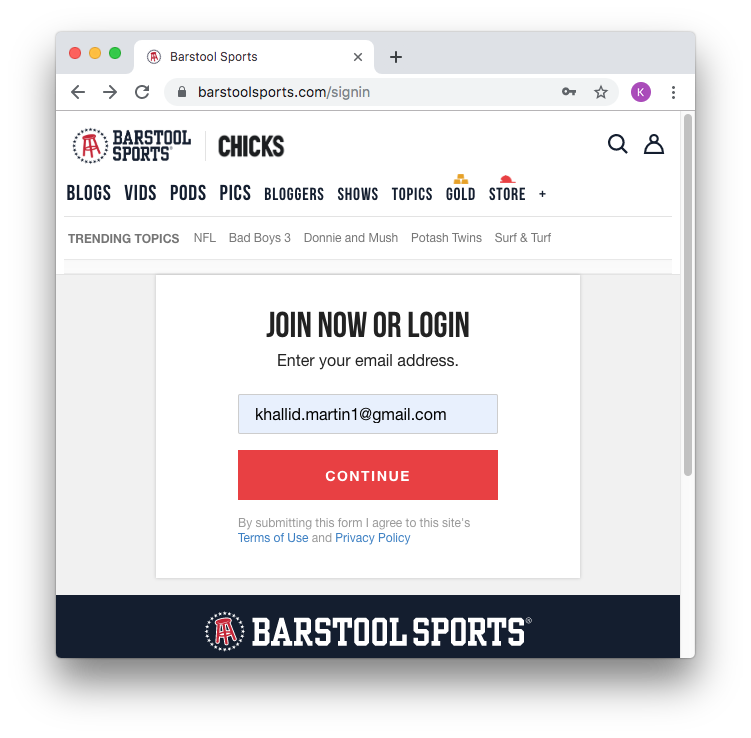 Barstool Sports
barstoolsports.com/signin
K
BARSTOOL SPORTS®
CHICKS
BLOGS VIDS PODS PICS BLOGGERS SHOWS TOPICS GOLD STORE +
TRENDING TOPICS NFL Bad Boys 3 Donnie and Mush Potash Twins Surf & Turf
JOIN NOW OR LOGIN
Enter your email address.
khallid.martin1@gmail.com
CONTINUE
By submitting this form I agree to this site's
Terms of Use and Privacy Policy
BARSTOOL SPORTS®